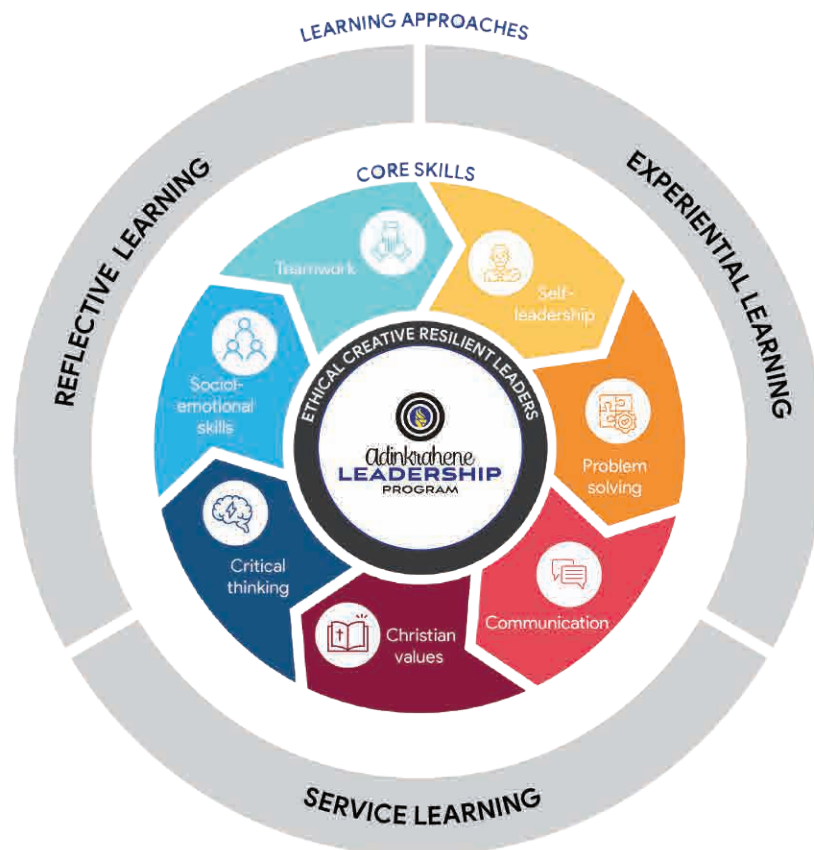 LEARNING APPROACHES
REFLECTIVE LEARNING
EXPERIENTIAL LEARNING
SERVICE LEARNING
CORE SKILLS
Teamwork
Self-
leadership
Problem
solving
Communication
Christian
values
Critical
thinking
Sociol-
emotional
skills
ETHICAL CREATIVE RESILIENT LEADERS
adinkrahene
LEADERSHIP
PROGRAM